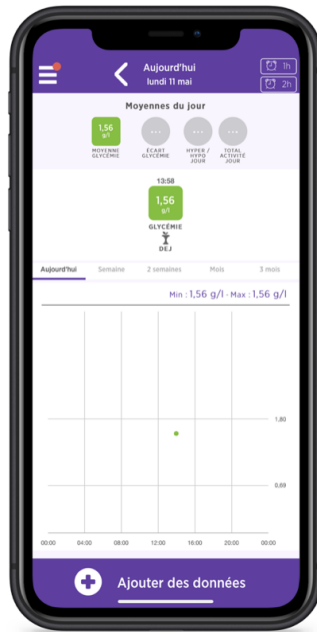 Aujourd'hui
lundi 11 mai
1h
2h
Moyennes du jour
1,56
g/l
MOYENNE
GLYCÉMIE
ÉCART
GLYCÉMIE
HYPER /
HYPO
JOUR
TOTAL
ACTIVITÉ
JOUR
13:58
1,56
g/l
GLYCÉMIE
DEJ
Aujourd'hui Semaine 2 semaines Mois 3 mois
Min : 1,56 g/l - Max : 1,56 g/l
1,80
0,69
00:00 04:00 08:00 12:00 16:00 20:00 00:00
Ajouter des données